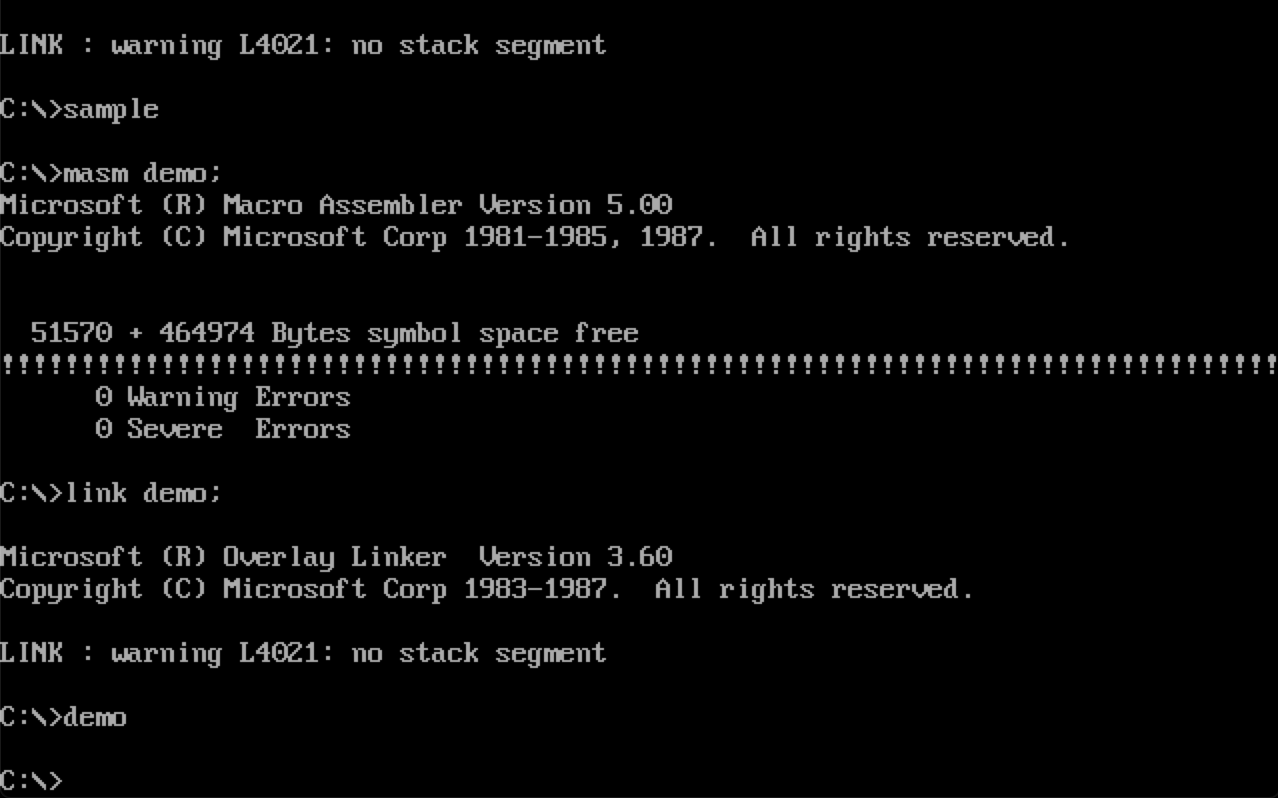 LINK : warning L4021: no stack segment
C:\>sample
C:\>masm demo;
Microsoft (R) Macro Assembler Version 5.00
Copyright (C) Microsoft Corp 1981-1985, 1987.  All rights reserved.
  51570 + 464974 Bytes symbol space free
!!!!!!!!!!!!!!!!!!!!!!!!!!!!!!!!!!!!!!!!!!!!!!!!!!!!!!!!!!!!!!!!!!!!!!!!!!!!!!!!
      0 Warning Errors
      0 Severe  Errors
C:\>link demo;
Microsoft (R) Overlay Linker  Version 3.60
Copyright (C) Microsoft Corp 1983-1987.  All rights reserved.
LINK : warning L4021: no stack segment
C:\>demo
C:\>